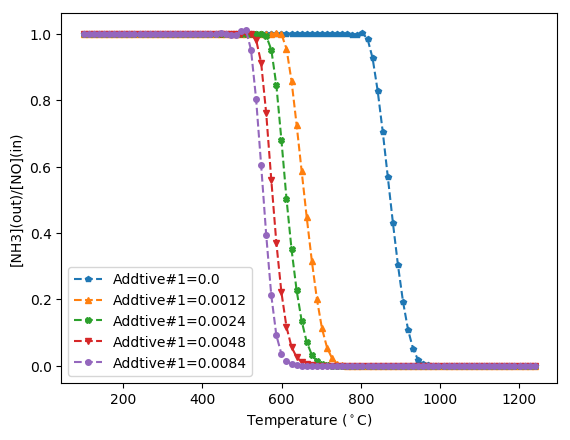 1.0
0.8
0.6
0.4
0.2
0.0
[NH3](out)/[NO](in)
Addtive#1=0.0
Addtive#1=0.0012
Addtive#1=0.0024
Addtive#1=0.0048
Addtive#1=0.0084
200 400 600 800 1000 1200
Temperature (°C)